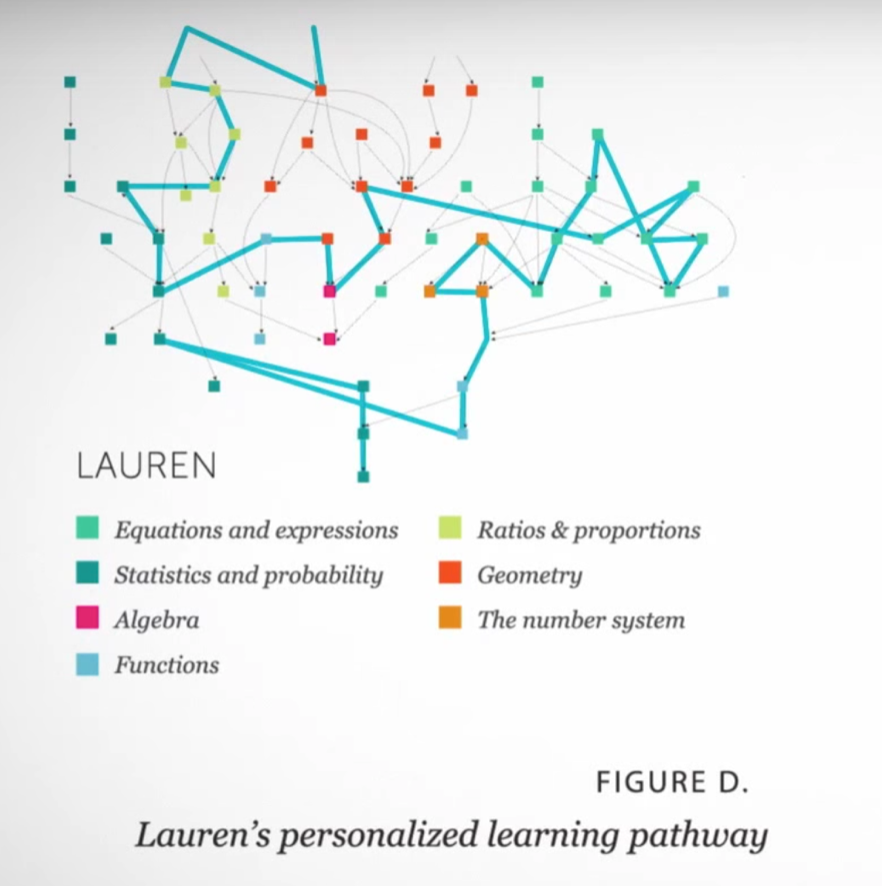 LAUREN
Equations and expressions
Statistics and probability
Algebra
Functions
Ratios & proportions
Geometry
The number system
FIGURE D.
Lauren's personalized learning pathway